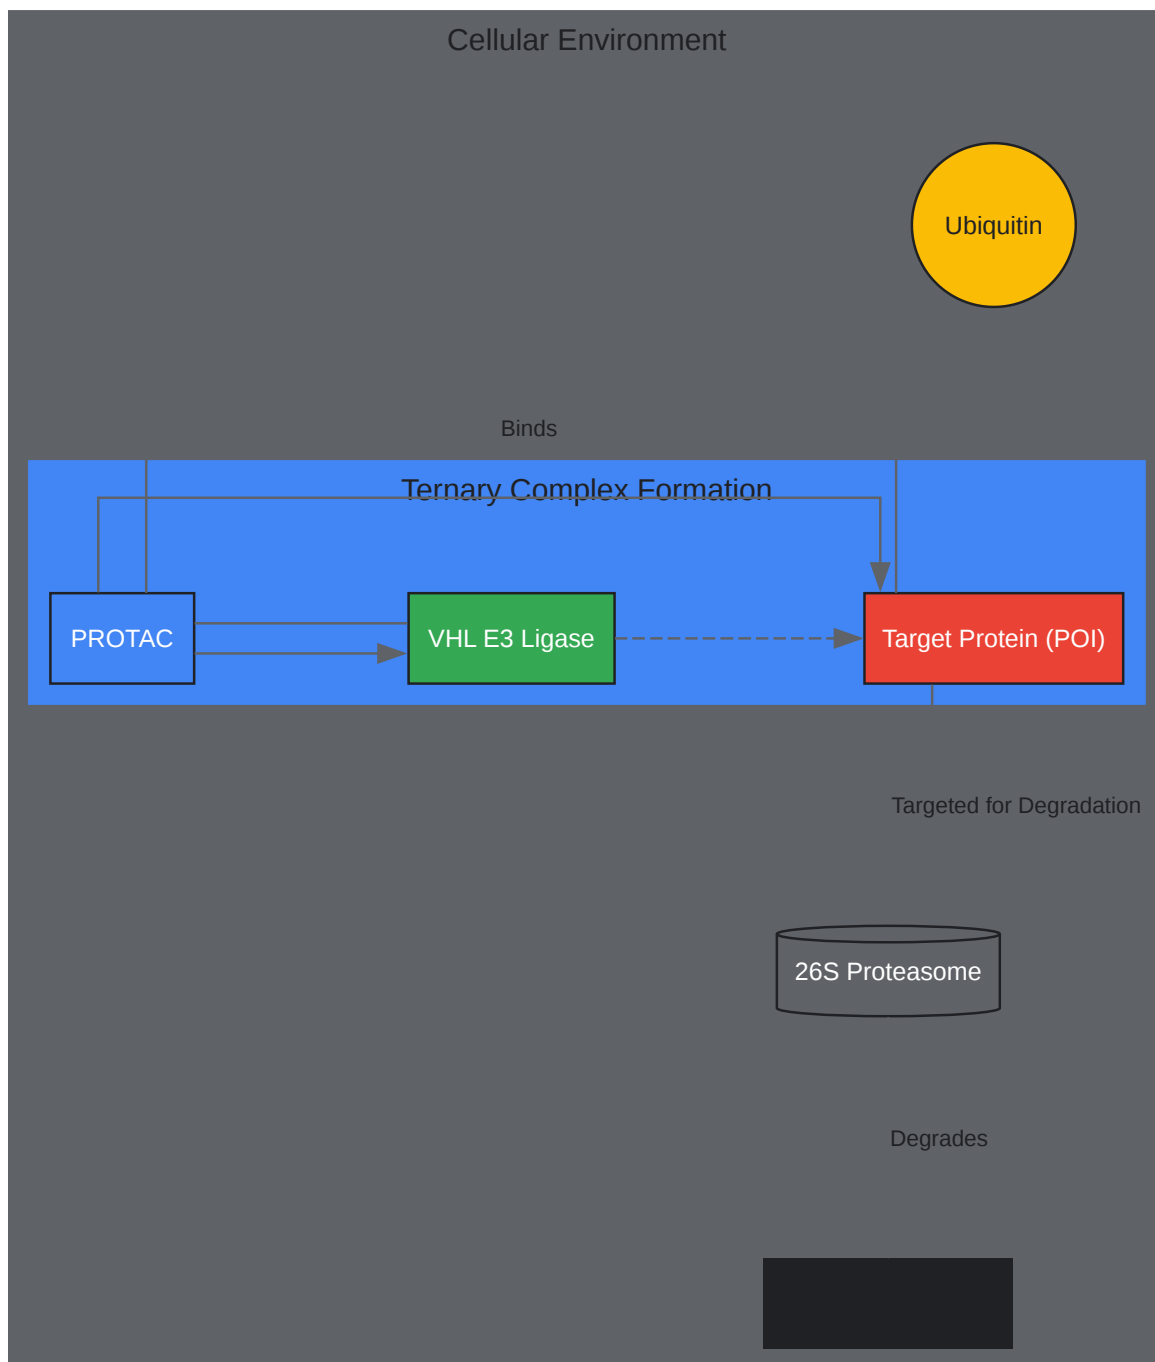 Cellular Environment
Ubiquitin
Binds
Ternary Complex Formation
PROTAC
VHL E3 Ligase
Target Protein (POI)
Targeted for Degradation
26S Proteasome
Degrades